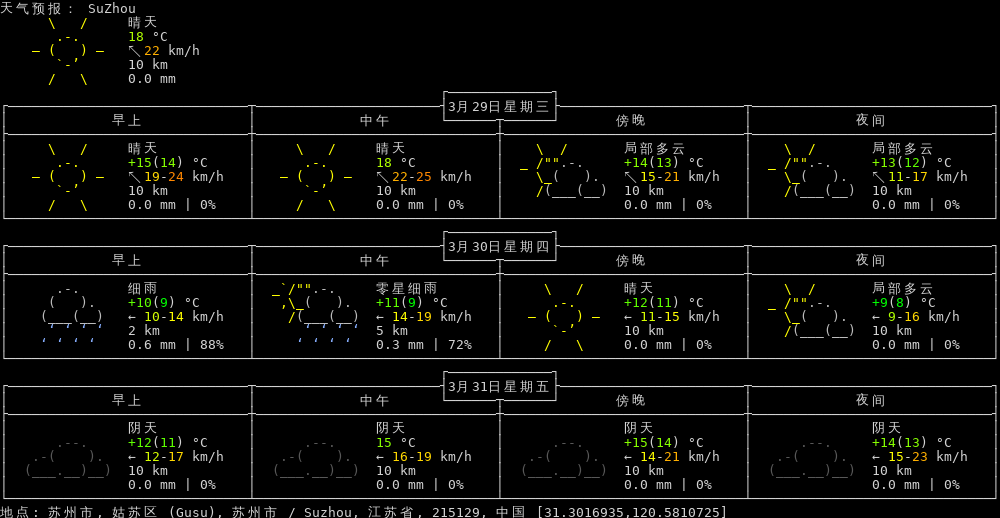 天气预报: SuZhou
晴天
18 °C
↖22 km/h
10 km
0.0 mm
3月29日星期三
早上 中午 傍晚 夜间
晴天 晴天 局部多云 局部多云
+15(14) °C 18 °C +14(13) °C +13(12) °C
↖19-24 km/h ↖22-25 km/h ↖15-21 km/h ↖11-17 km/h
10 km 10 km 10 km 10 km
0.0 mm | 0% 0.0 mm | 0% 0.0 mm | 0% 0.0 mm | 0%
3月30日星期四
早上 中午 傍晚 夜间
细雨 零星细雨 晴天 局部多云
+10(9) °C +11(9) °C +12(11) °C +9(8) °C
← 10-14 km/h ← 14-19 km/h ← 11-15 km/h ← 9-16 km/h
2 km 5 km 10 km 10 km
0.6 mm | 88% 0.3 mm | 72% 0.0 mm | 0% 0.0 mm | 0%
3月31日星期五
早上 中午 傍晚 夜间
阴天 阴天 阴天 阴天
+12(11) °C 15 °C +15(14) °C +14(13) °C
← 12-17 km/h ← 16-19 km/h ← 14-21 km/h ← 15-23 km/h
10 km 10 km 10 km 10 km
0.0 mm | 0% 0.0 mm | 0% 0.0 mm | 0% 0.0 mm | 0%
地点: 苏州市, 姑苏区 (Gusu), 苏州市 / Suzhou, 江苏省, 215129, 中国 [31.3016935,120.5810725]